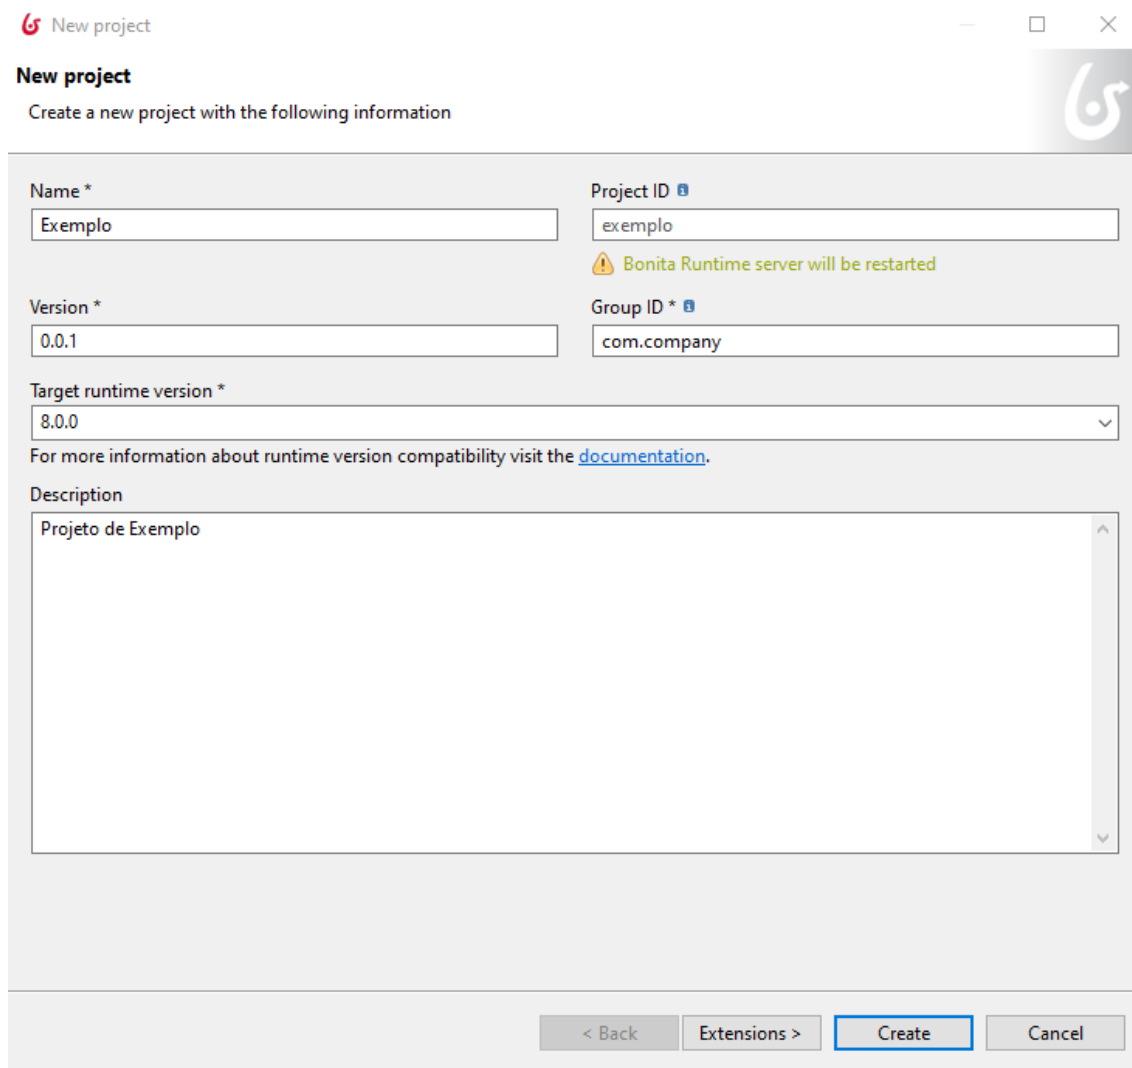 New project
New project
Create a new project with the following information
Name *
Project ID
Exemplo
exemplo
Bonita Runtime server will be restarted
Version *
Group ID *
0.0.1
com.company
Target runtime version *
8.0.0
For more information about runtime version compatibility visit the documentation.
Description
Projeto de Exemplo
< Back
Extensions >
Create
Cancel